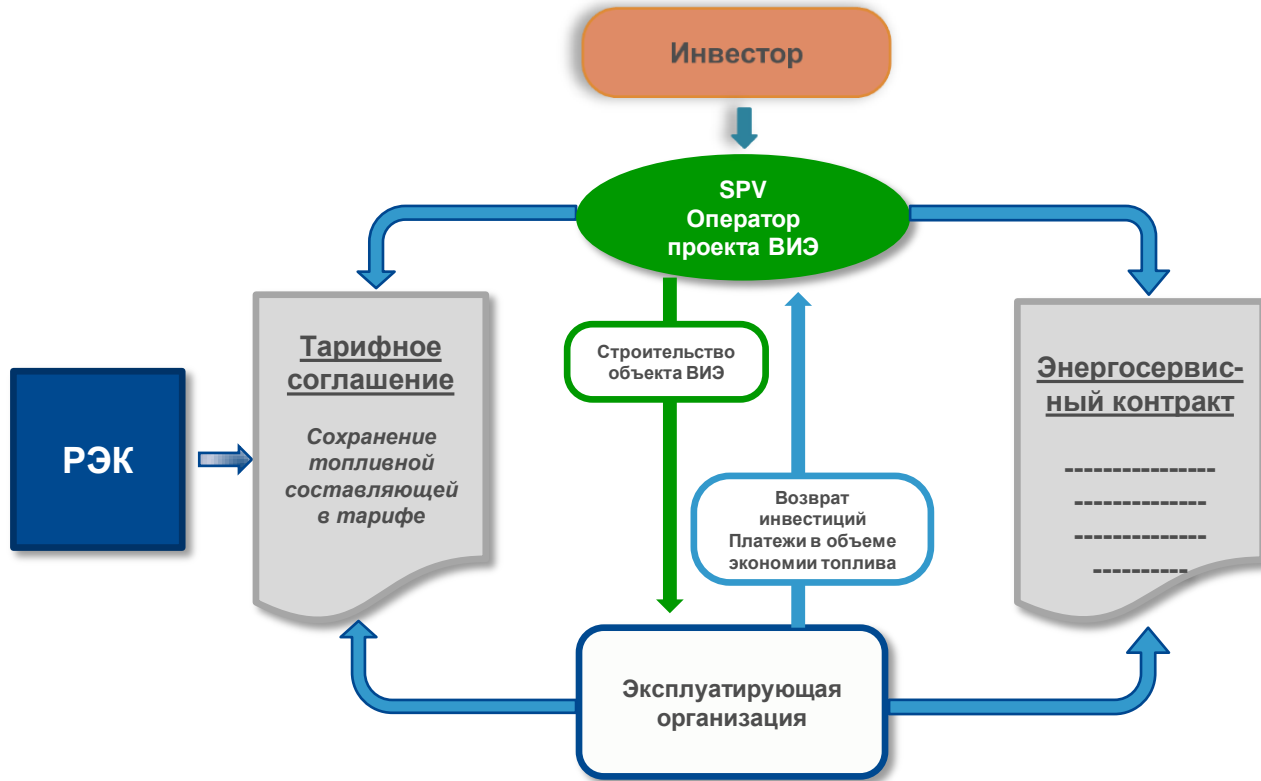 Инвестор
SPV
Оператор
проекта ВИЭ
Тарифное
соглашение
Сохранение
топливной
составляющей
в тарифе
Строительство
объекта ВИЭ
Энергосервис-
ный контракт
----------------
--------------
--------------
----------
РЭК
Возврат
инвестиций
Платежи в объеме
экономии топлива
Эксплуатирующая
организация